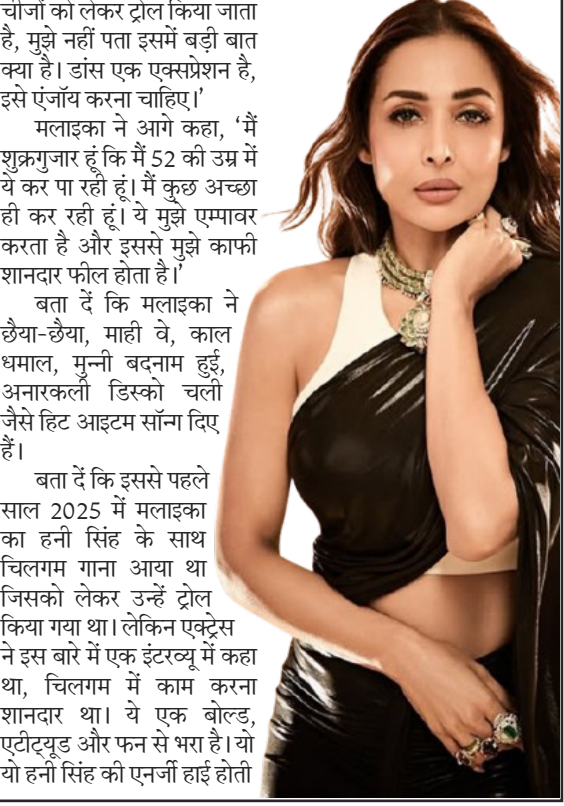 चीजों को लेकर ट्रोल किया जाता
है, मुझे नहीं पता इसमें बड़ी बात
क्या है। डांस एक एक्सप्रेशन है,
इसे एंजॉय करना चाहिए।’
मलाइका ने आगे कहा, ‘मैं
शुक्रगुजार हूं कि मैं 52 की उम्र में
ये कर पा रही हूं। मैं कुछ अच्छा
ही कर रही हूं। ये मुझे एम्पावर
करता है और इससे मुझे काफी
शानदार फील होता है।’
बता दें कि मलाइका ने
छैया-छैया, माही वे, काल
धमाल, मुन्नी बदनाम हुई,
अनारकली डिस्को चली
जैसे हिट आइटम सॉन्ग दिए
हैं।
बता दें कि इससे पहले
साल 2025 में मलाइका
का हनी सिंह के साथ
चिलगम गाना आया था
जिसको लेकर उन्हें ट्रोल
किया गया था। लेकिन एक्ट्रेस
ने इस बारे में एक इंटरव्यू में कहा
था, चिलगम में काम करना
शानदार था। ये एक बोल्ड,
एटीट्यूड और फन से भरा है। यो
यो हनी सिंह की एनर्जी हाई होती